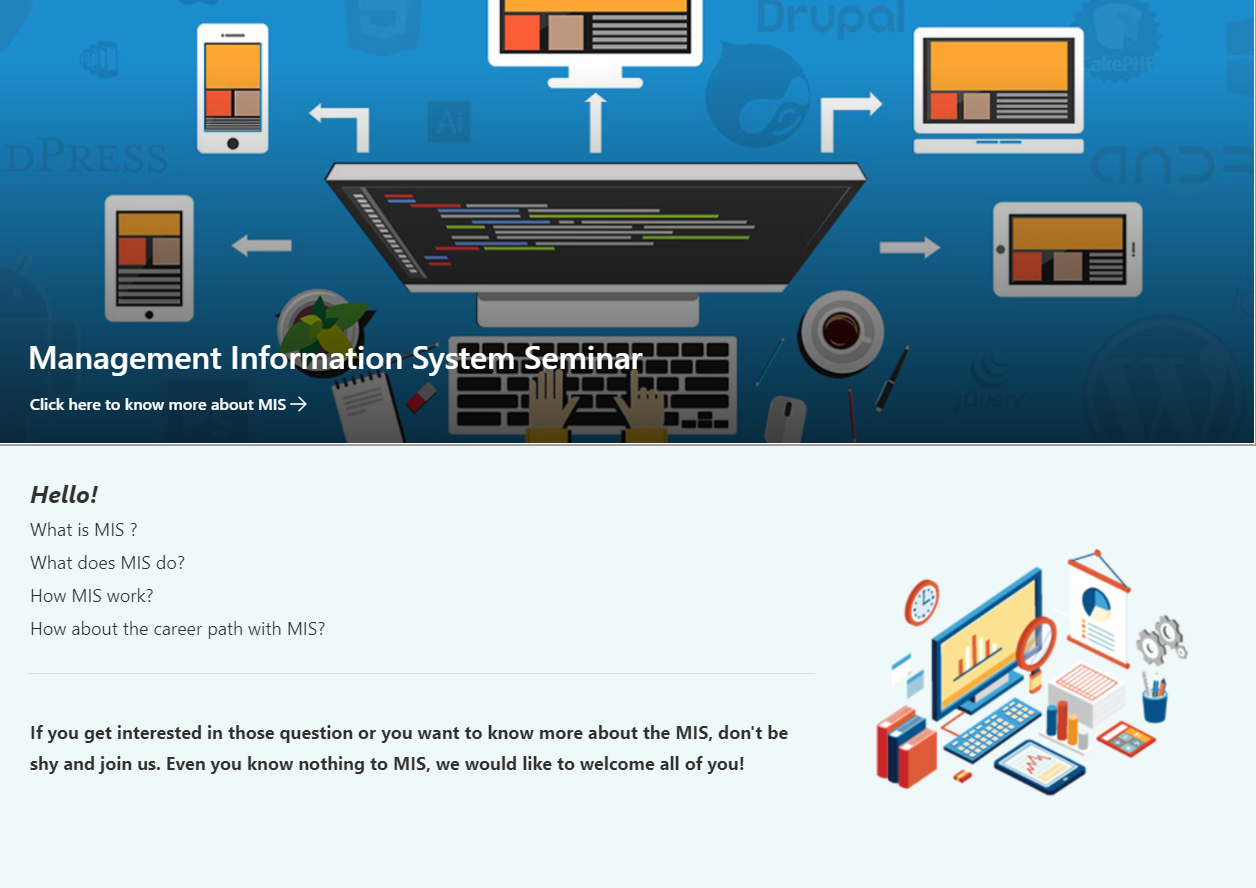 Drupal
CakePHP
Ai
DPRESS
Management Information System Seminar
Click here to know more about MIS
jQuery
Hello!
What is MIS ?
What does MIS do?
How MIS work?
How about the career path with MIS?
If you get interested in those question or you want to know more about the MIS, don't be
shy and join us. Even you know nothing to MIS, we would like to welcome all of you!